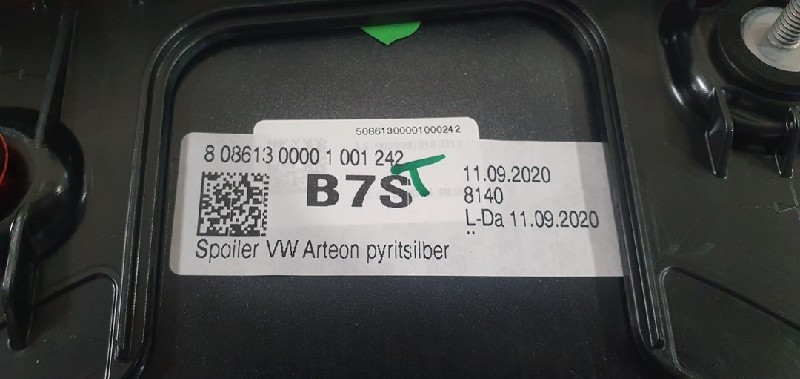 50861300001000242
8 08613 0000 1 001 242
B7S T
11.09.2020
8140
L-Da 11.09.2020
Spoiler VW Arteon pyritsilber